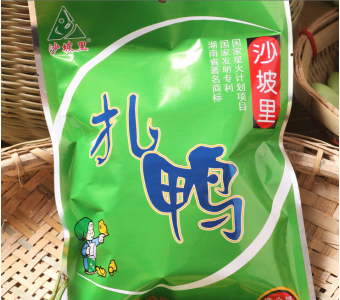 沙坡里
国家星火计划项目
国家发明专利
湖南省著名商标
沙坡里
扎鸭